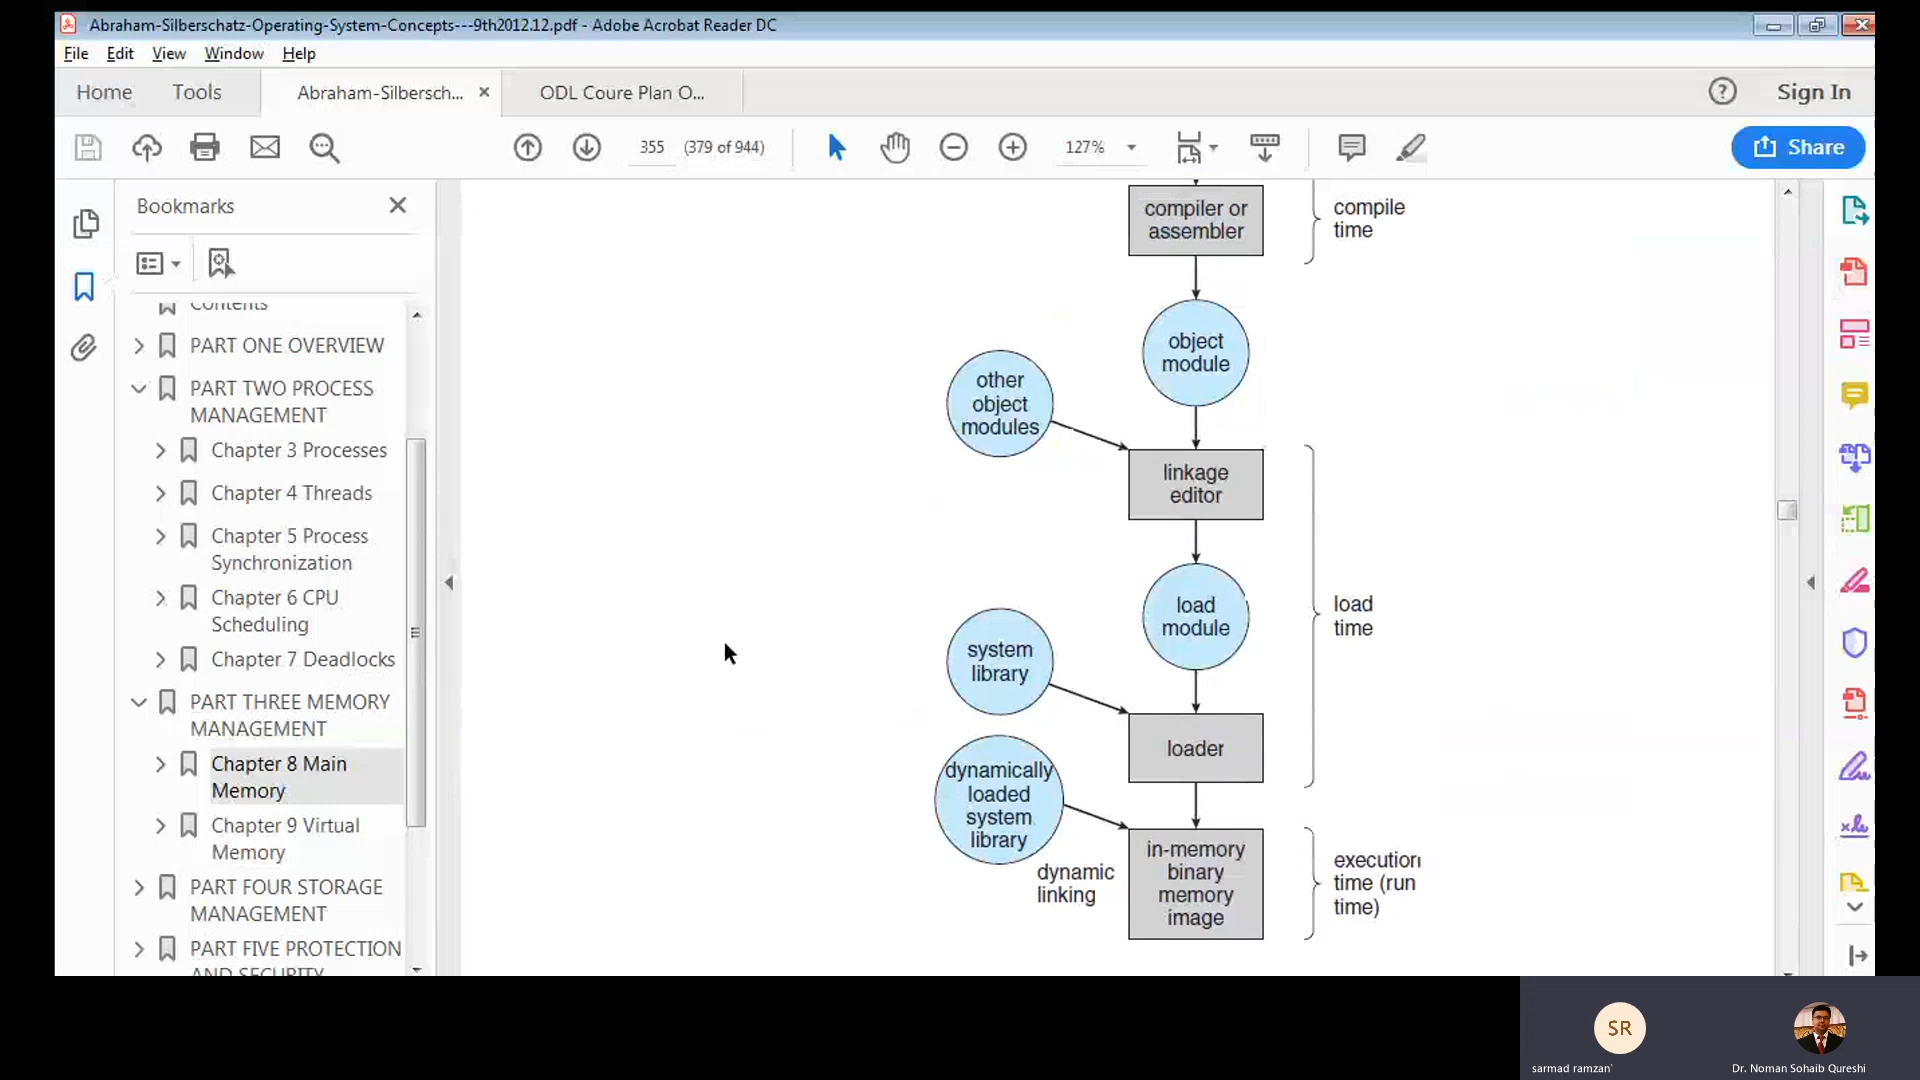 Abraham-Silberschatz-Operating-System-Concepts---9th2012.12.pdf - Adobe Acrobat Reader DC
File Edit View Window Help
Home Tools Abraham-Silbersch... ODL Coure Plan O... Sign In
355 (379 of 944) 127% Share
Bookmarks
Contents
PART ONE OVERVIEW
PART TWO PROCESS
MANAGEMENT
Chapter 3 Processes
Chapter 4 Threads
Chapter 5 Process
Synchronization
Chapter 6 CPU
Scheduling
Chapter 7 Deadlocks
PART THREE MEMORY
MANAGEMENT
Chapter 8 Main
Memory
Chapter 9 Virtual
Memory
PART FOUR STORAGE
MANAGEMENT
PART FIVE PROTECTION
AND SECURITY
compiler or
assembler
compile
time
object
module
other
object
modules
linkage
editor
load
module
load
time
system
library
loader
dynamically
loaded
system
library
dynamic
linking
in-memory
binary
memory
image
execution
time (run
time)
SR
sarmad ramzan`
Dr. Noman Sohaib Qureshi